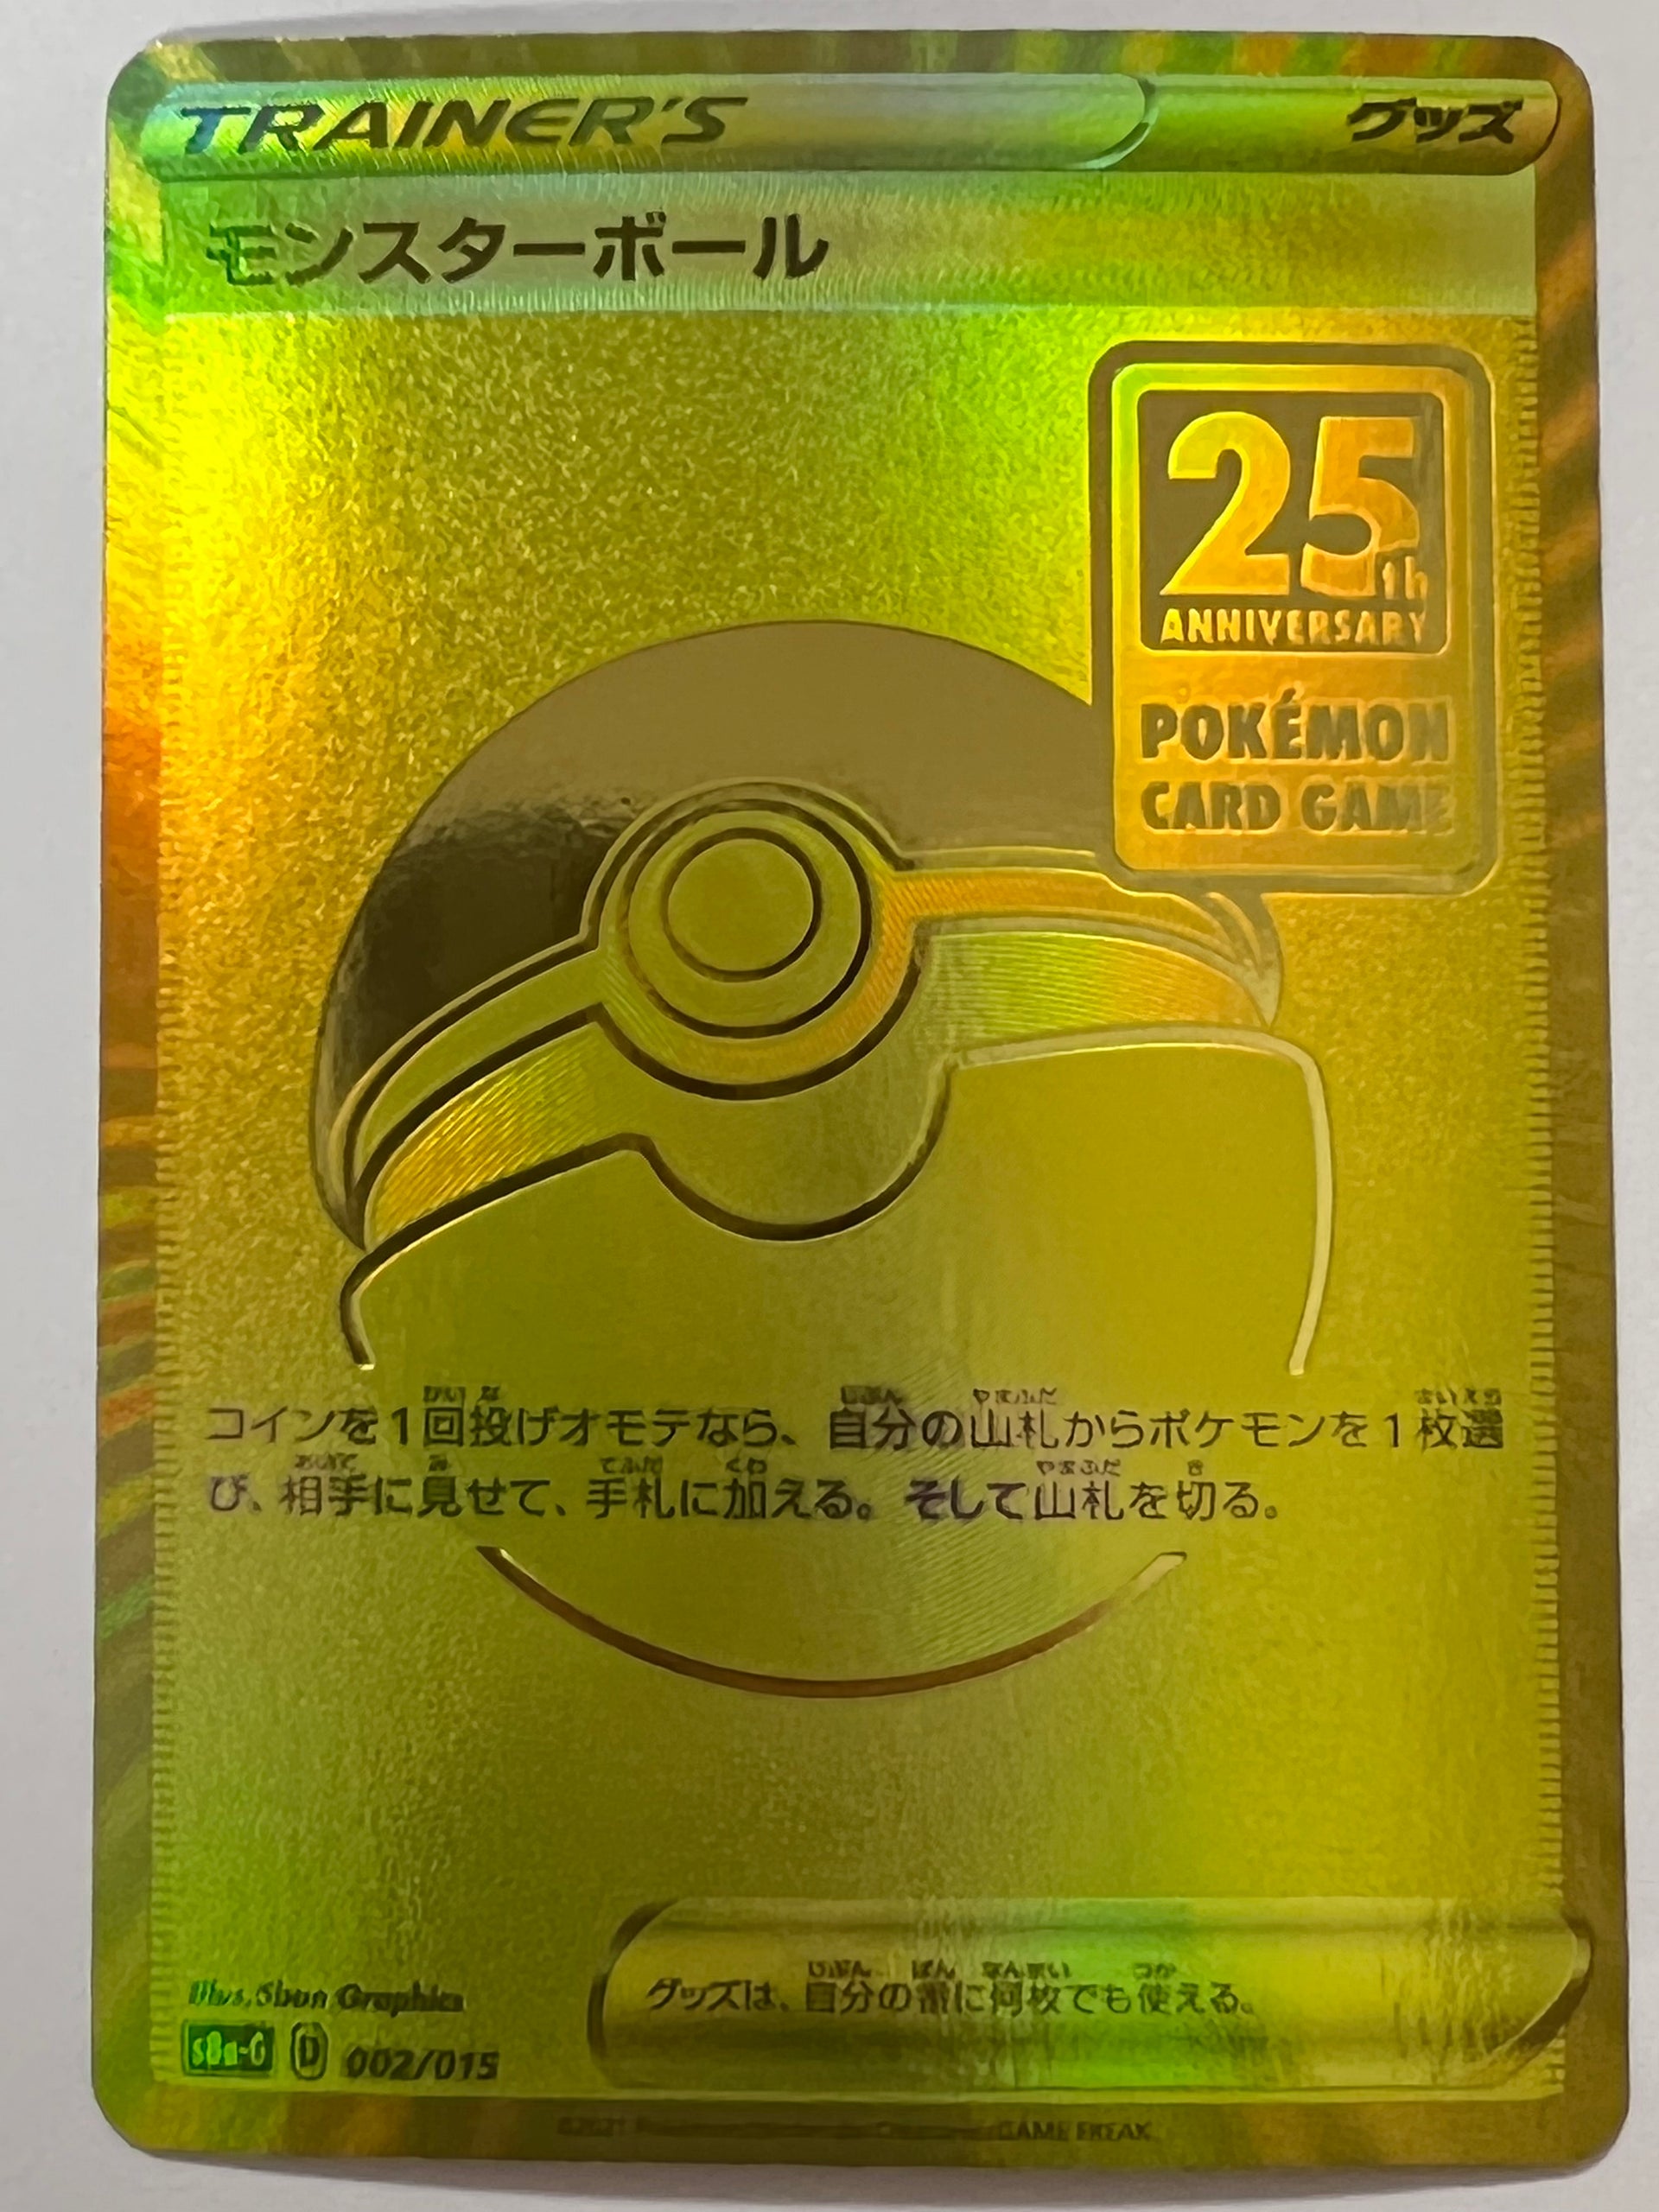 TRAINER'S
グッズ
モンスターボール
25th
ANNIVERSARY
POKÉMON
CARD GAME
コインを1回投げオモテなら、自分の山札からポケモンを1枚選
び、相手に見せて、手札に加える。そして山札を切る。
グッズは、自分の番に何枚でも使える。
Illus. 5ban Graphics
s8a-G D 002/015
©2021 GAME FREAK